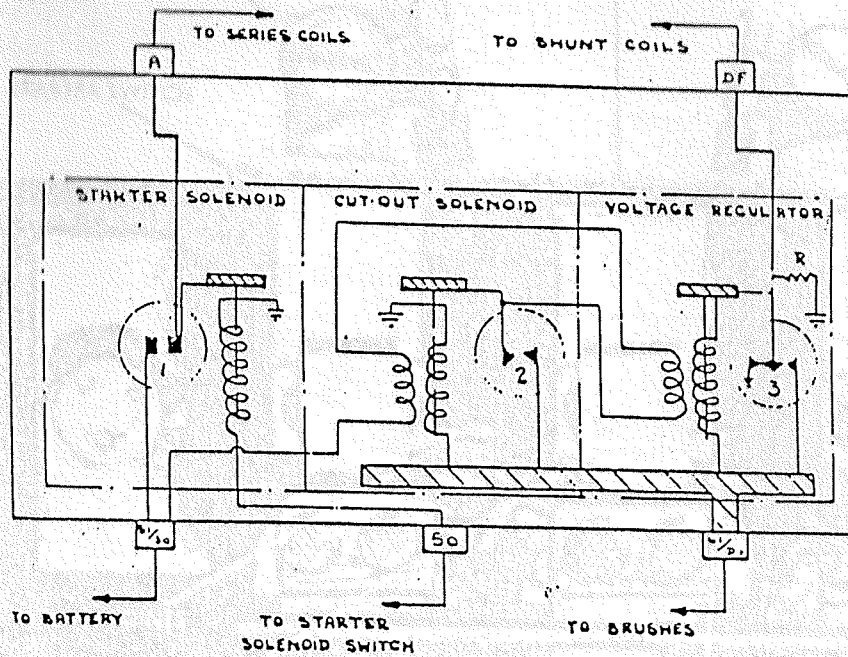 A
TO SERIES COILS
TO SHUNT COILS
DF
STARTER SOLENOID
CUT-OUT SOLENOID
VOLTAGE REGULATOR
R
1
2
3
50
TO BATTERY
TO STARTER
SOLENOID SWITCH
TO BRUSHES